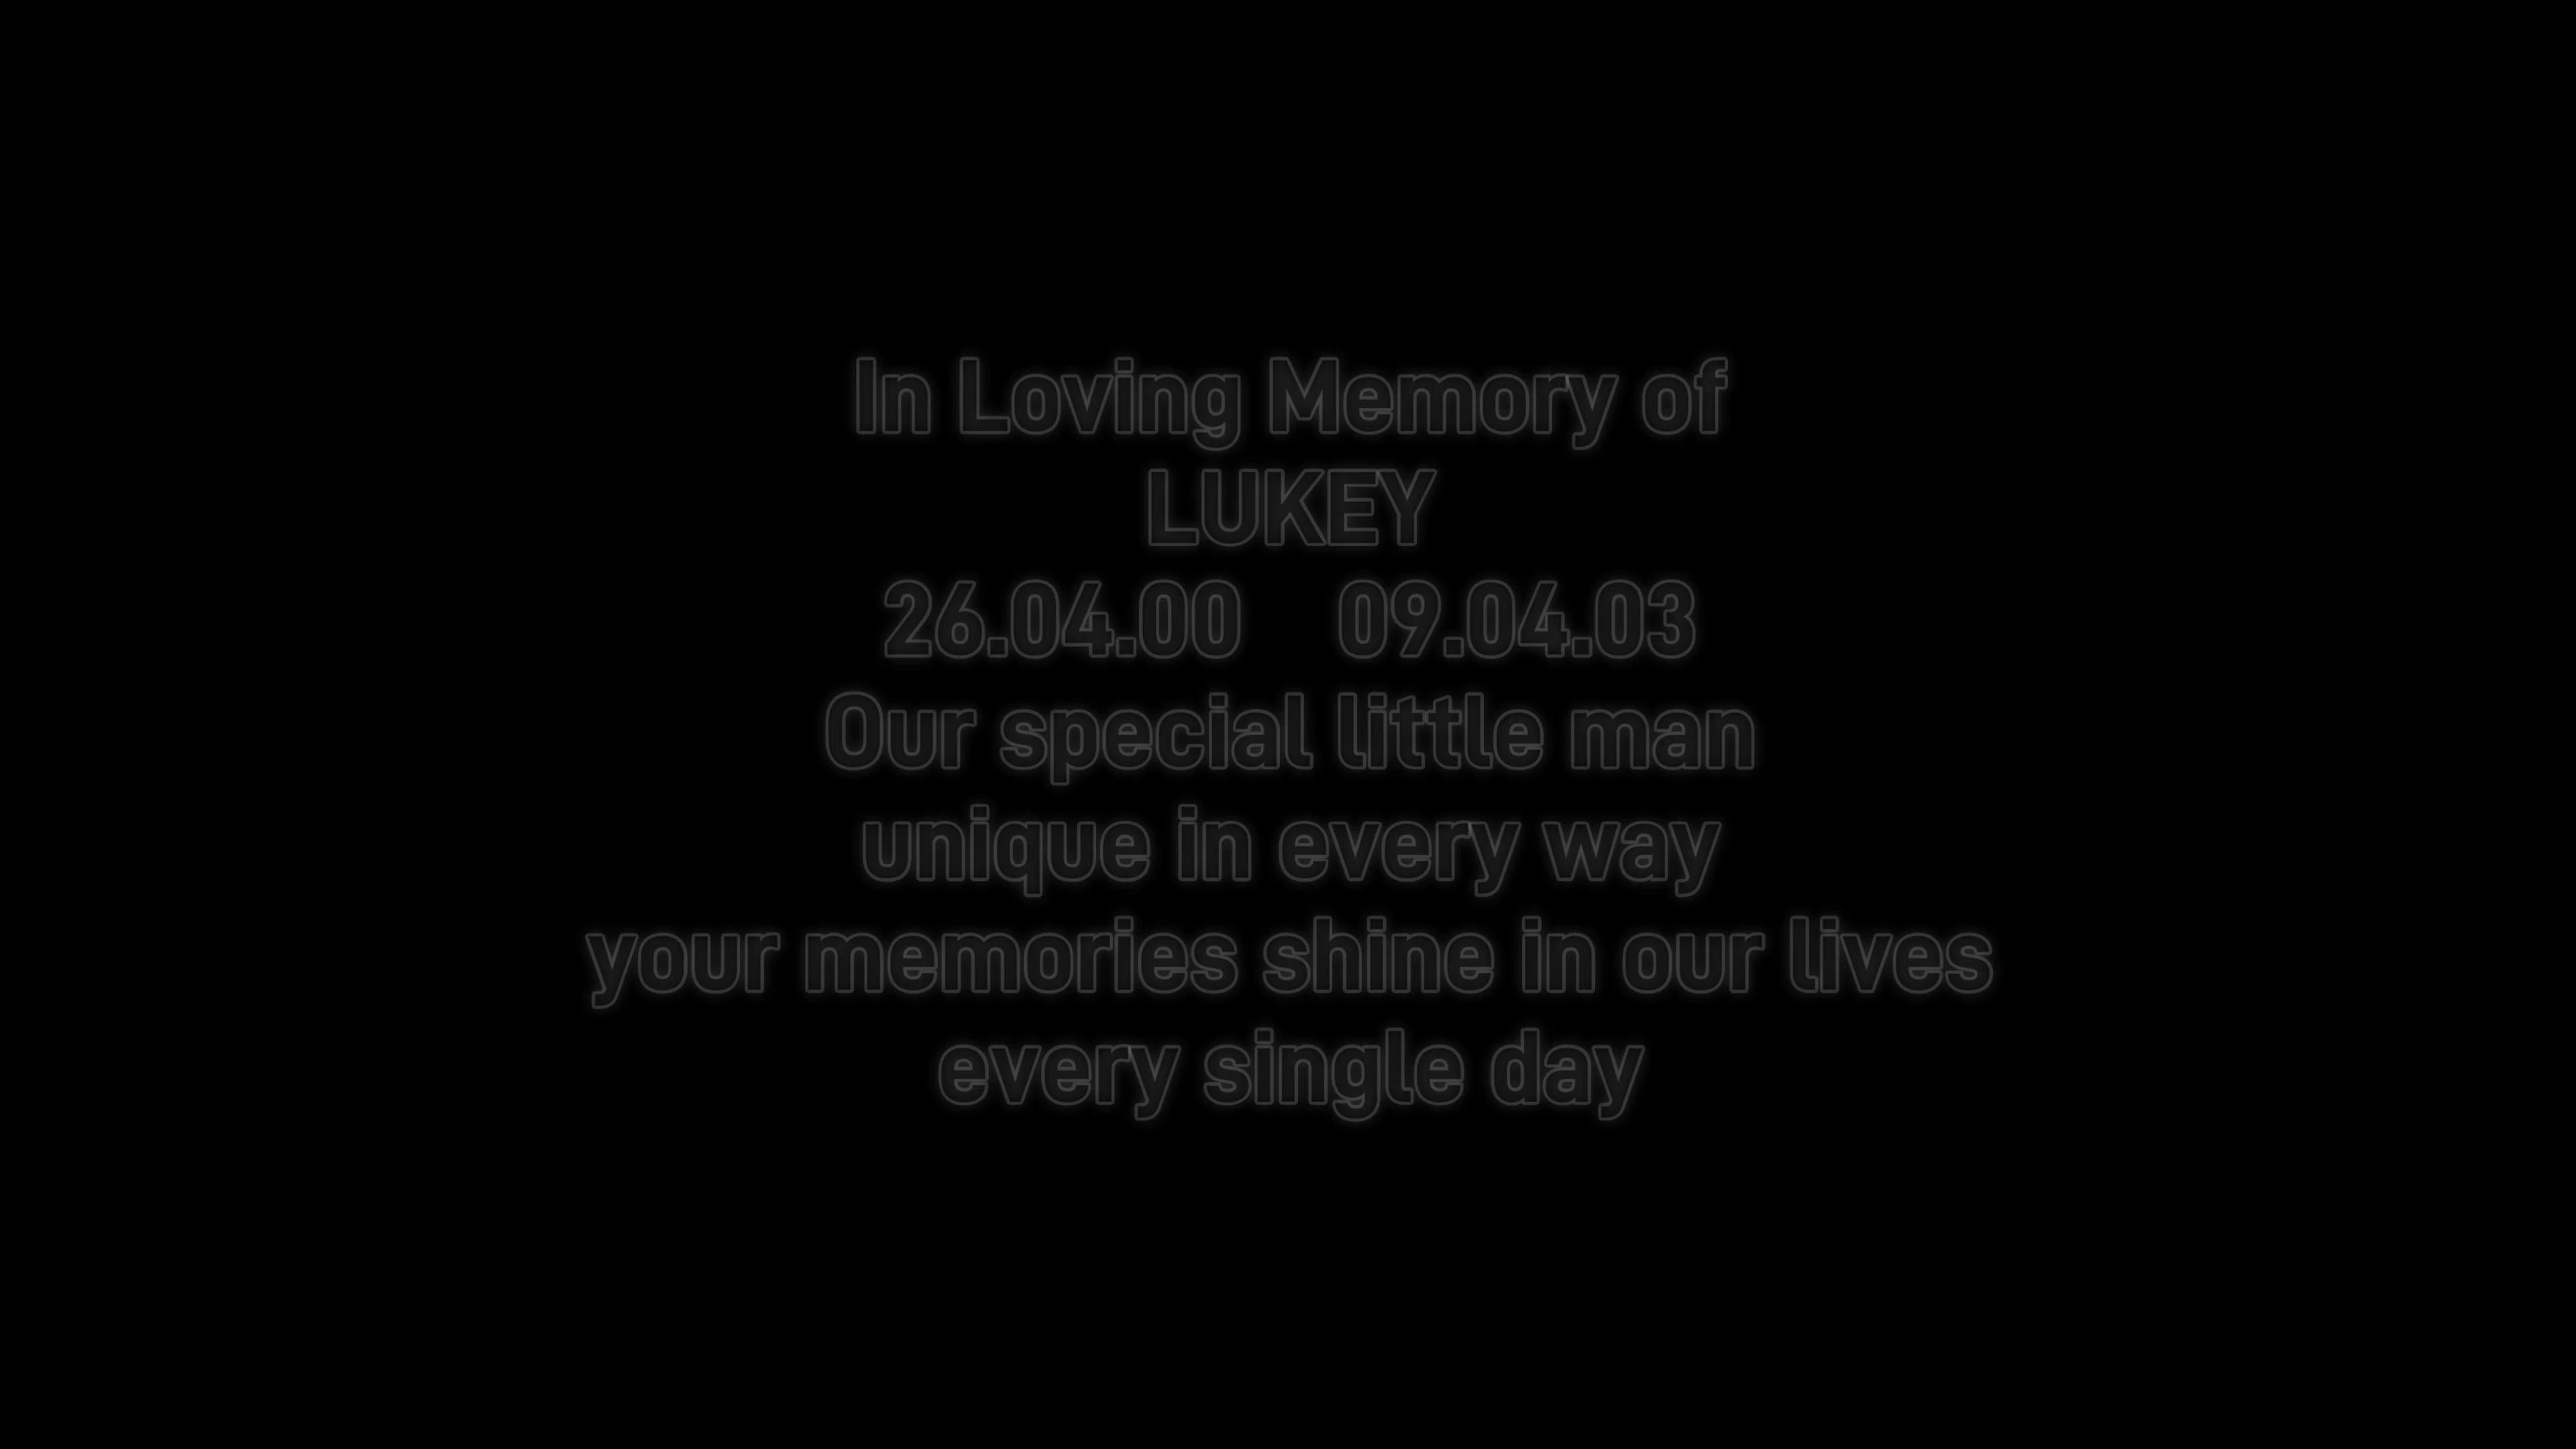 In Loving Memory of
LUKEY
26.04.00 09.04.03
Our special little man
unique in every way
your memories shine in our lives
every single day